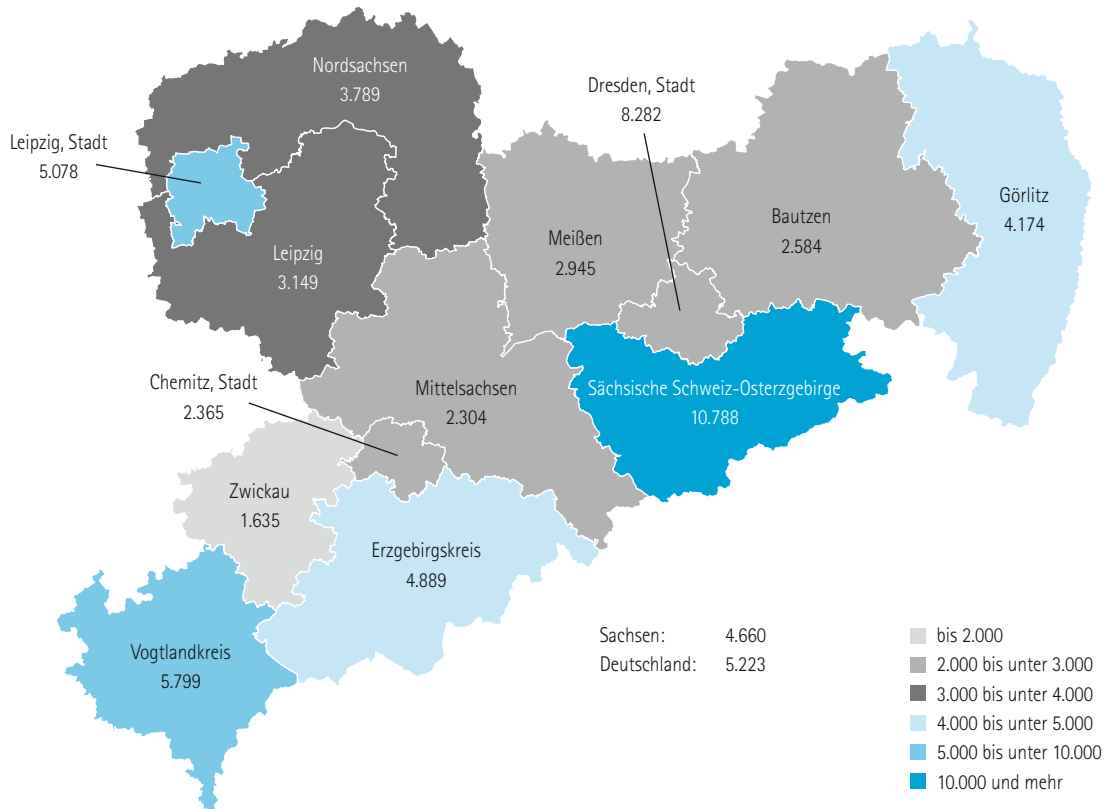 Nordsachsen
3.789
Dresden, Stadt
8.282
Leipzig, Stadt
5.078
Görlitz
4.174
Bautzen
2.584
Meißen
2.945
Leipzig
3.149
Chemitz, Stadt
2.365
Mittelsachsen
2.304
Sächsische Schweiz-Osterzgebirge
10.788
Zwickau
1.635
Erzgebirgskreis
4.889
Vogtlandkreis
5.799
Sachsen: 4.660
Deutschland: 5.223
bis 2.000
2.000 bis unter 3.000
3.000 bis unter 4.000
4.000 bis unter 5.000
5.000 bis unter 10.000
10.000 und mehr